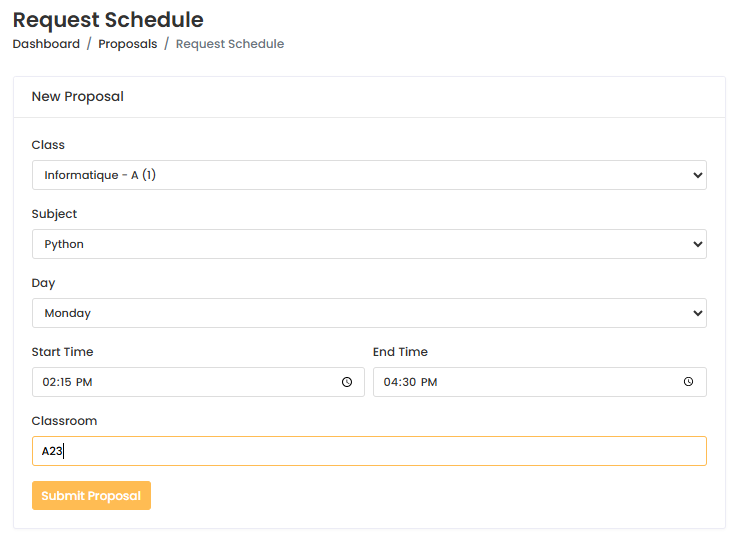 Request Schedule
Dashboard / Proposals / Request Schedule
New Proposal
Class
Informatique - A (1)
Subject
Python
Day
Monday
Start Time End Time
02:15 PM 04:30 PM
Classroom
A23
Submit Proposal